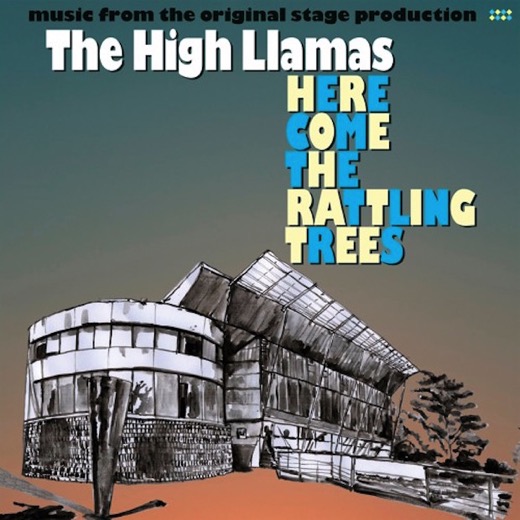 music from the original stage production
The High Llamas
HERE
COME
THE
RATTLING
TREES